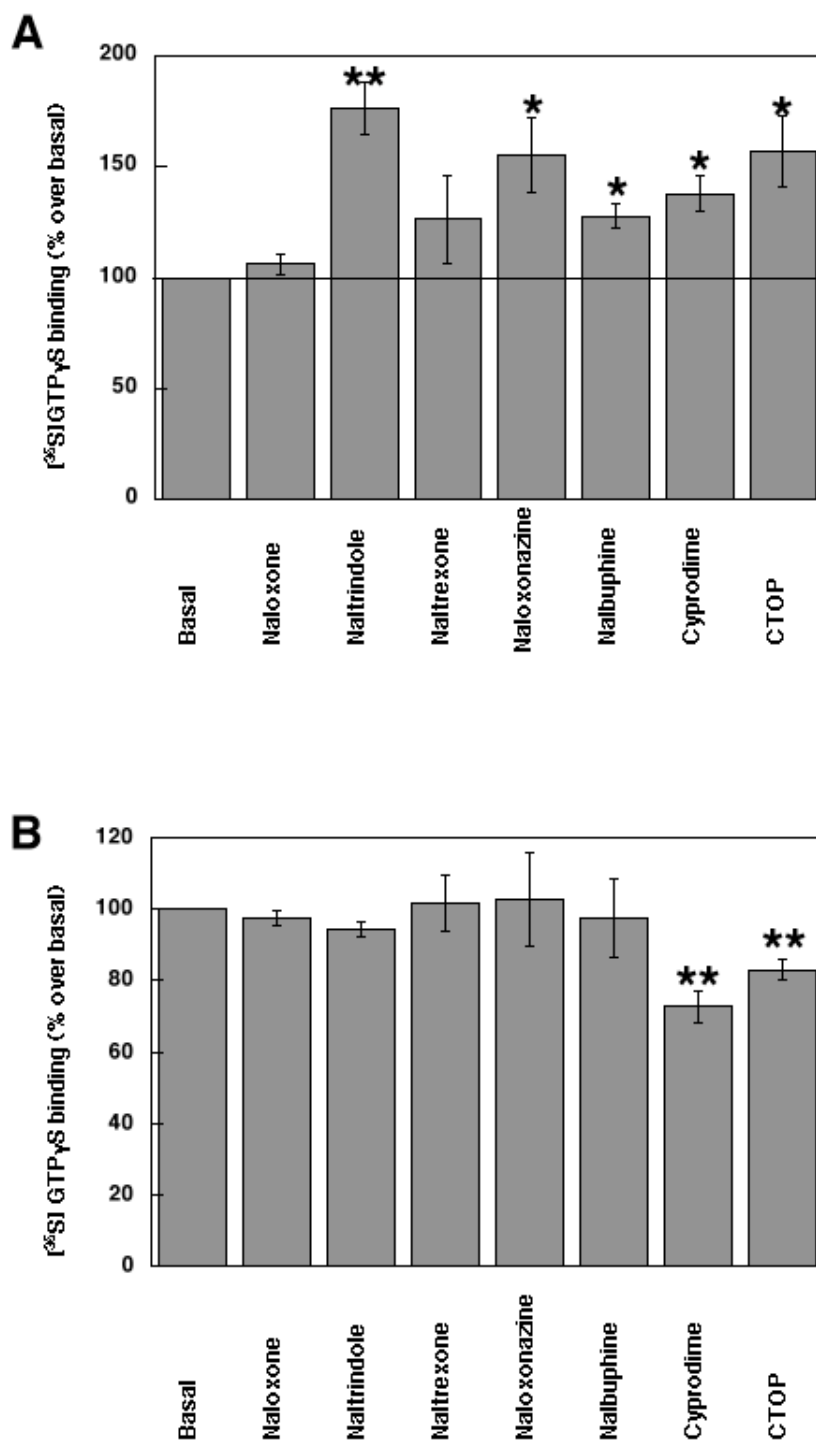 A
200
150
100
50
0
[³⁵S]GTPγS binding (% over basal)
** * * * *
Basal
Naloxone
Naltrindole
Naltrexone
Naloxonazine
Nalbuphine
Cyprodime
CTOP
B
120
100
80
60
40
20
0
[³⁵S] GTPγS binding (% over basal)
** **
Basal
Naloxone
Naltrindole
Naltrexone
Naloxonazine
Nalbuphine
Cyprodime
CTOP